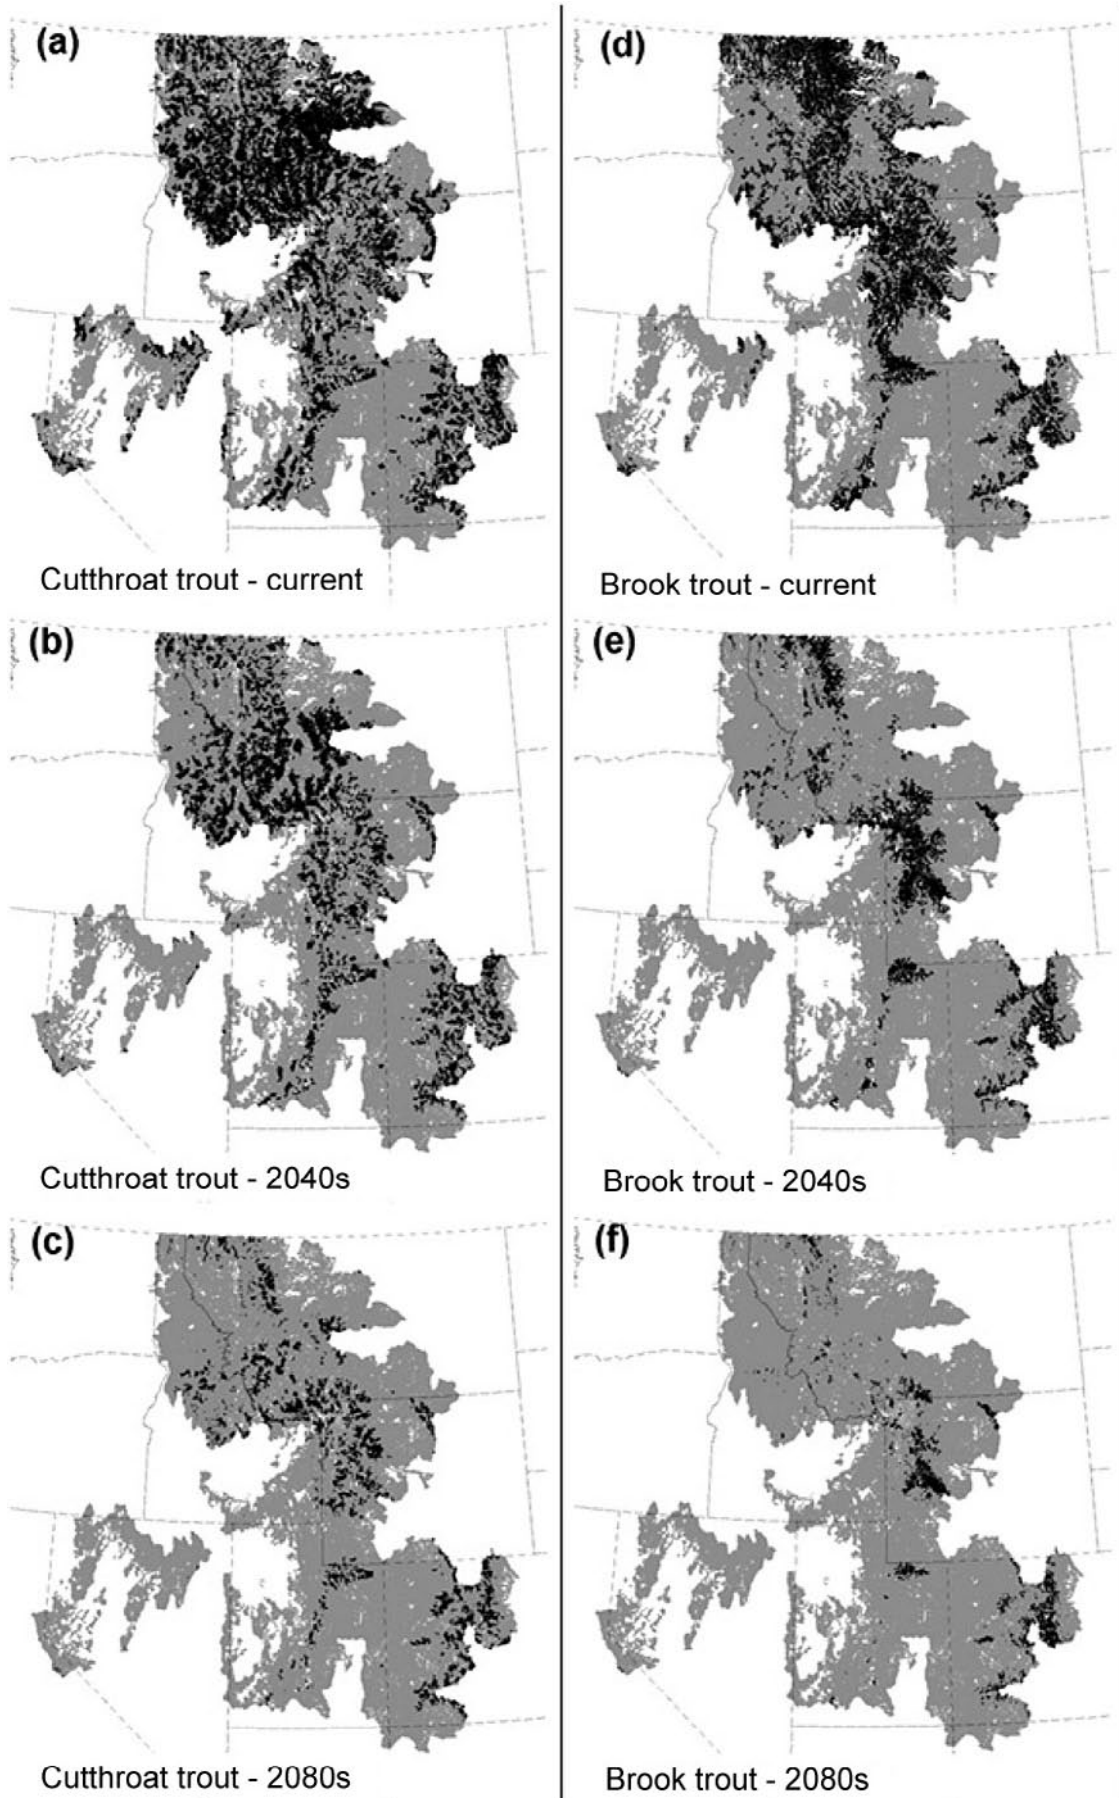 (a)
Cutthroat trout - current
(b)
Cutthroat trout - 2040s
(c)
Cutthroat trout - 2080s
(d)
Brook trout - current
(e)
Brook trout - 2040s
(f)
Brook trout - 2080s